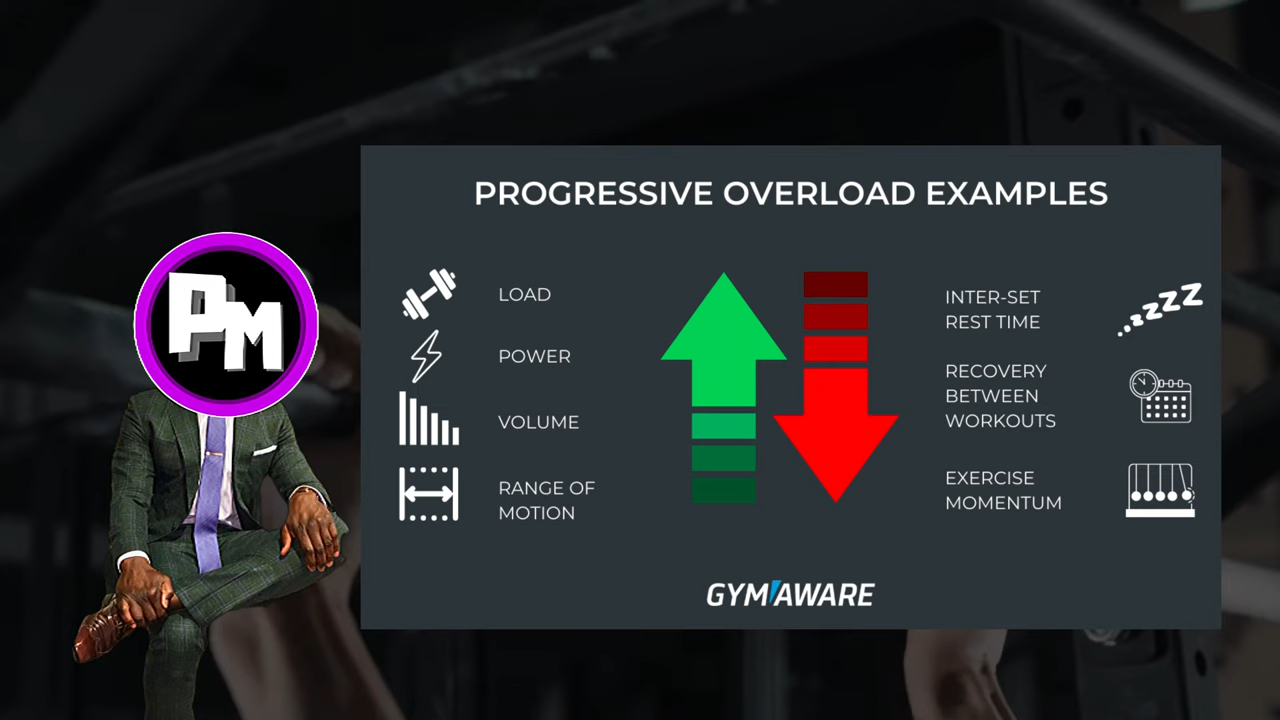 PROGRESSIVE OVERLOAD EXAMPLES
PM
LOAD
POWER
VOLUME
RANGE OF
MOTION
INTER-SET
REST TIME
RECOVERY
BETWEEN
WORKOUTS
EXERCISE
MOMENTUM
zzzZZ
GYMAWARE